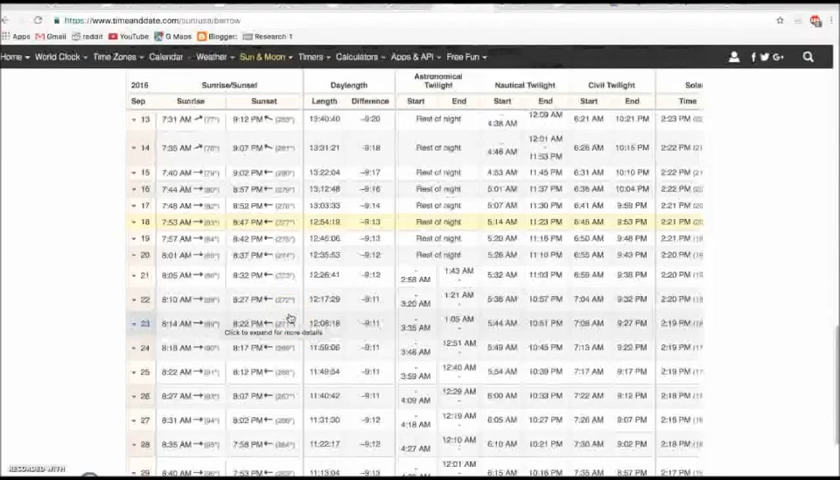 https://www.timeanddate.com/sun/usa/barrow
Apps Gmail reddit YouTube G Maps Blogger: Research 1
Home World Clock Time Zones Calendar Weather Sun & Moon Timers Calculators Apps & API Free Fun
2016 Sunrise/Sunset Daylength Astronomical Twilight Nautical Twilight Civil Twilight
Sep Sunrise Sunset Length Difference Start End Start End Start End Time
13 7:31 AM (77°) 9:12 PM 13:40:40 -9:20 Rest of night - 4:38 AM 12:09 AM - 6:21 AM 10:21 PM 2:23 PM
14 7:35 AM 9:07 PM 13:31:21 -9:18 Rest of night - 4:46 AM 12:01 AM - 11:53 PM 6:26 AM 10:15 PM 2:22 PM
15 7:40 AM 9:02 PM 13:22:04 -9:17 Rest of night 4:53 AM 11:45 PM 6:31 AM 10:10 PM 2:22 PM
16 7:44 AM 8:57 PM 13:12:48 -9:16 Rest of night 5:01 AM 11:37 PM 6:36 AM 10:04 PM 2:22 PM
17 7:48 AM 8:52 PM 13:03:33 -9:14 Rest of night 5:07 AM 11:30 PM 6:41 AM 9:59 PM 2:21 PM
18 7:53 AM 8:47 PM 12:54:19 -9:13 Rest of night 5:14 AM 11:23 PM 6:45 AM 9:53 PM 2:21 PM
19 7:57 AM 8:42 PM 12:45:06 -9:13 Rest of night 5:20 AM 11:16 PM 6:50 AM 9:48 PM 2:21 PM
20 8:01 AM 8:37 PM 12:35:53 -9:12 Rest of night 5:26 AM 11:10 PM 6:55 AM 9:43 PM 2:20 PM
21 8:05 AM 8:32 PM 12:26:41 -9:12 - 2:58 AM 1:43 AM - 5:32 AM 11:03 PM 6:59 AM 9:38 PM 2:20 PM
22 8:10 AM 8:27 PM (272°) 12:17:29 -9:11 - 3:20 AM 1:21 AM - 5:38 AM 10:57 PM 7:04 AM 9:32 PM 2:20 PM
23 8:14 AM 8:22 PM 12:08:18 -9:11 - 3:35 AM 1:05 AM - 5:44 AM 10:51 PM 7:08 AM 9:27 PM 2:19 PM
Click to expand for more details
24 8:18 AM 8:17 PM 11:59:06 -9:11 - 3:48 AM 12:51 AM - 5:49 AM 10:45 PM 7:13 AM 9:22 PM 2:19 PM
25 8:22 AM 8:12 PM 11:49:54 -9:11 - 3:59 AM 12:40 AM - 5:54 AM 10:39 PM 7:17 AM 9:17 PM 2:19 PM
26 8:27 AM 8:07 PM 11:40:42 -9:11 - 4:09 AM 12:29 AM - 6:00 AM 10:33 PM 7:22 AM 9:12 PM 2:18 PM
27 8:31 AM 8:02 PM 11:31:30 -9:12 - 4:18 AM 12:19 AM - 6:05 AM 10:27 PM 7:26 AM 9:07 PM
28 8:35 AM 7:58 PM 11:22:17 -9:12 - 4:27 AM 12:10 AM - 6:10 AM 10:21 PM 7:30 AM 9:02 PM
29 8:40 AM 7:53 PM 11:13:04 -9:13 12:01 AM 6:15 AM 10:16 PM 7:35 AM 8:57 PM 2:17 PM
RECORDED WITH